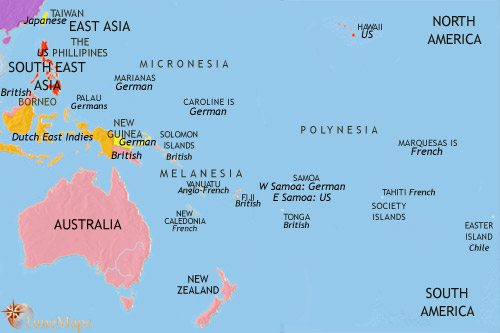 TAIWAN
Japanese
EAST ASIA
HAWAII
US
NORTH
AMERICA
THE
PHILLIPINES
US
SOUTH EAST
ASIA
MICRONESIA
MARIANAS
German
British
BORNEO
PALAU
Germans
CAROLINE IS
German
Dutch East Indies
NEW
GUINEA
German
British
SOLOMON
ISLANDS
British
POLYNESIA
MARQUESAS IS
French
MELANESIA
VANUATU
Anglo-French
FIJI
British
SAMOA
W Samoa: German
E Samoa: US
TAHITI French
SOCIETY
ISLANDS
NEW
CALEDONIA
French
TONGA
British
AUSTRALIA
EASTER
ISLAND
Chile
NEW
ZEALAND
SOUTH
AMERICA
TimeMaps